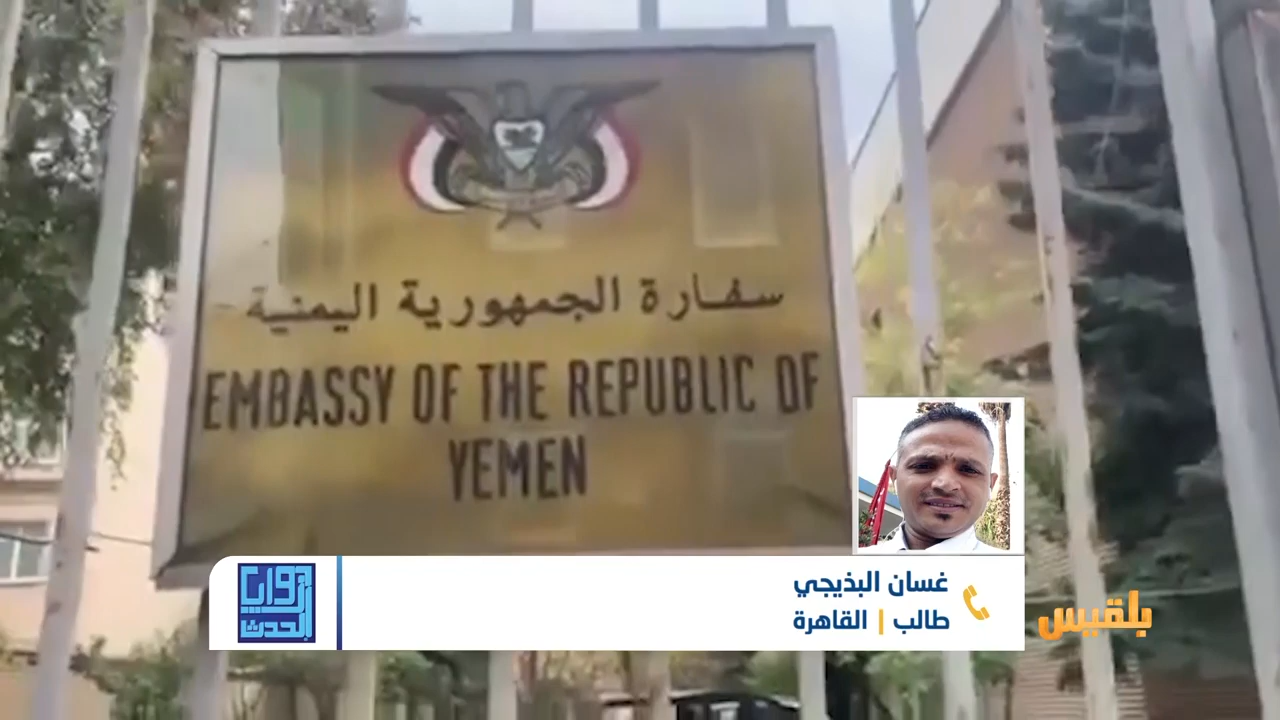 سفارة الجمهورية اليمنية
EMBASSY OF THE REPUBLIC OF
YEMEN
غسان البذيجي
طالب | القاهرة
بلقيس
زوايا
الحدث